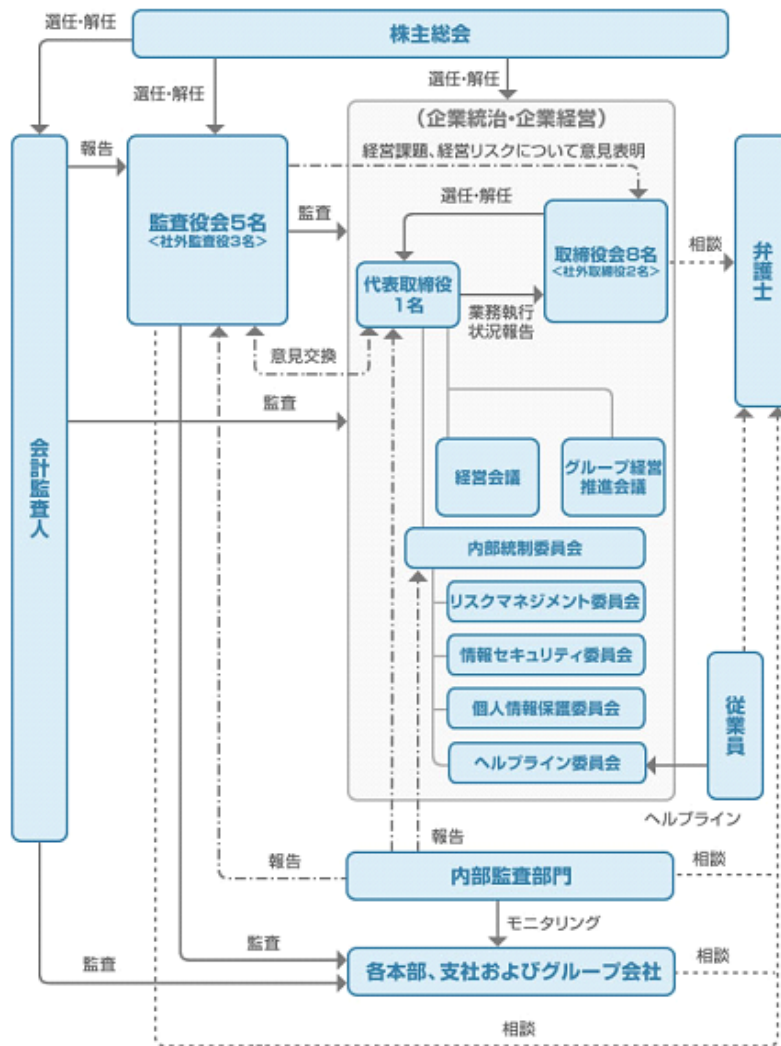 選任・解任
株主総会
選任・解任
選任・解任
(企業統治・企業経営)
報告
経営課題、経営リスクについて意見表明
選任・解任
監査役会5名
<社外監査役3名>
監査
取締役会8名
<社外取締役2名>
相談
弁護士
代表取締役
1名
業務執行
状況報告
意見交換
監査
会計監査人
経営会議
グループ経営
推進会議
内部統制委員会
リスクマネジメント委員会
情報セキュリティ委員会
個人情報保護委員会
従業員
ヘルプライン委員会
ヘルプライン
報告
報告
内部監査部門
相談
モニタリング
監査
監査
各本部、支社およびグループ会社
相談
相談